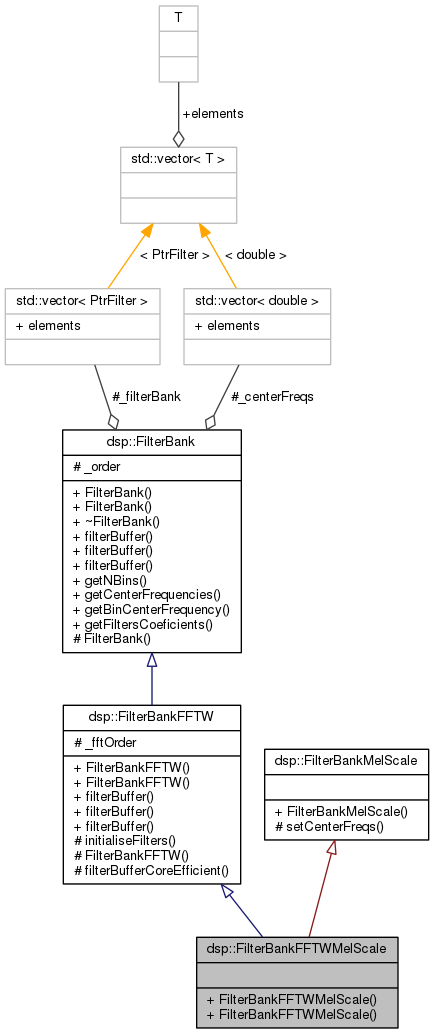 T
+elements
std::vector< T >
< PtrFilter >
< double >
std::vector< PtrFilter >
+ elements
std::vector< double >
+ elements
#_filterBank
#_centerFreqs
dsp::FilterBank
# _order
+ FilterBank()
+ FilterBank()
+ ~FilterBank()
+ filterBuffer()
+ filterBuffer()
+ filterBuffer()
+ getNBins()
+ getCenterFrequencies()
+ getBinCenterFrequency()
+ getFiltersCoeficients()
# FilterBank()
dsp::FilterBankFFTW
# _fftOrder
+ FilterBankFFTW()
+ FilterBankFFTW()
+ filterBuffer()
+ filterBuffer()
+ filterBuffer()
# initialiseFilters()
# FilterBankFFTW()
# filterBufferCoreEfficient()
dsp::FilterBankMelScale
+ FilterBankMelScale()
# setCenterFreqs()
dsp::FilterBankFFTWMelScale
+ FilterBankFFTWMelScale()
+ FilterBankFFTWMelScale()